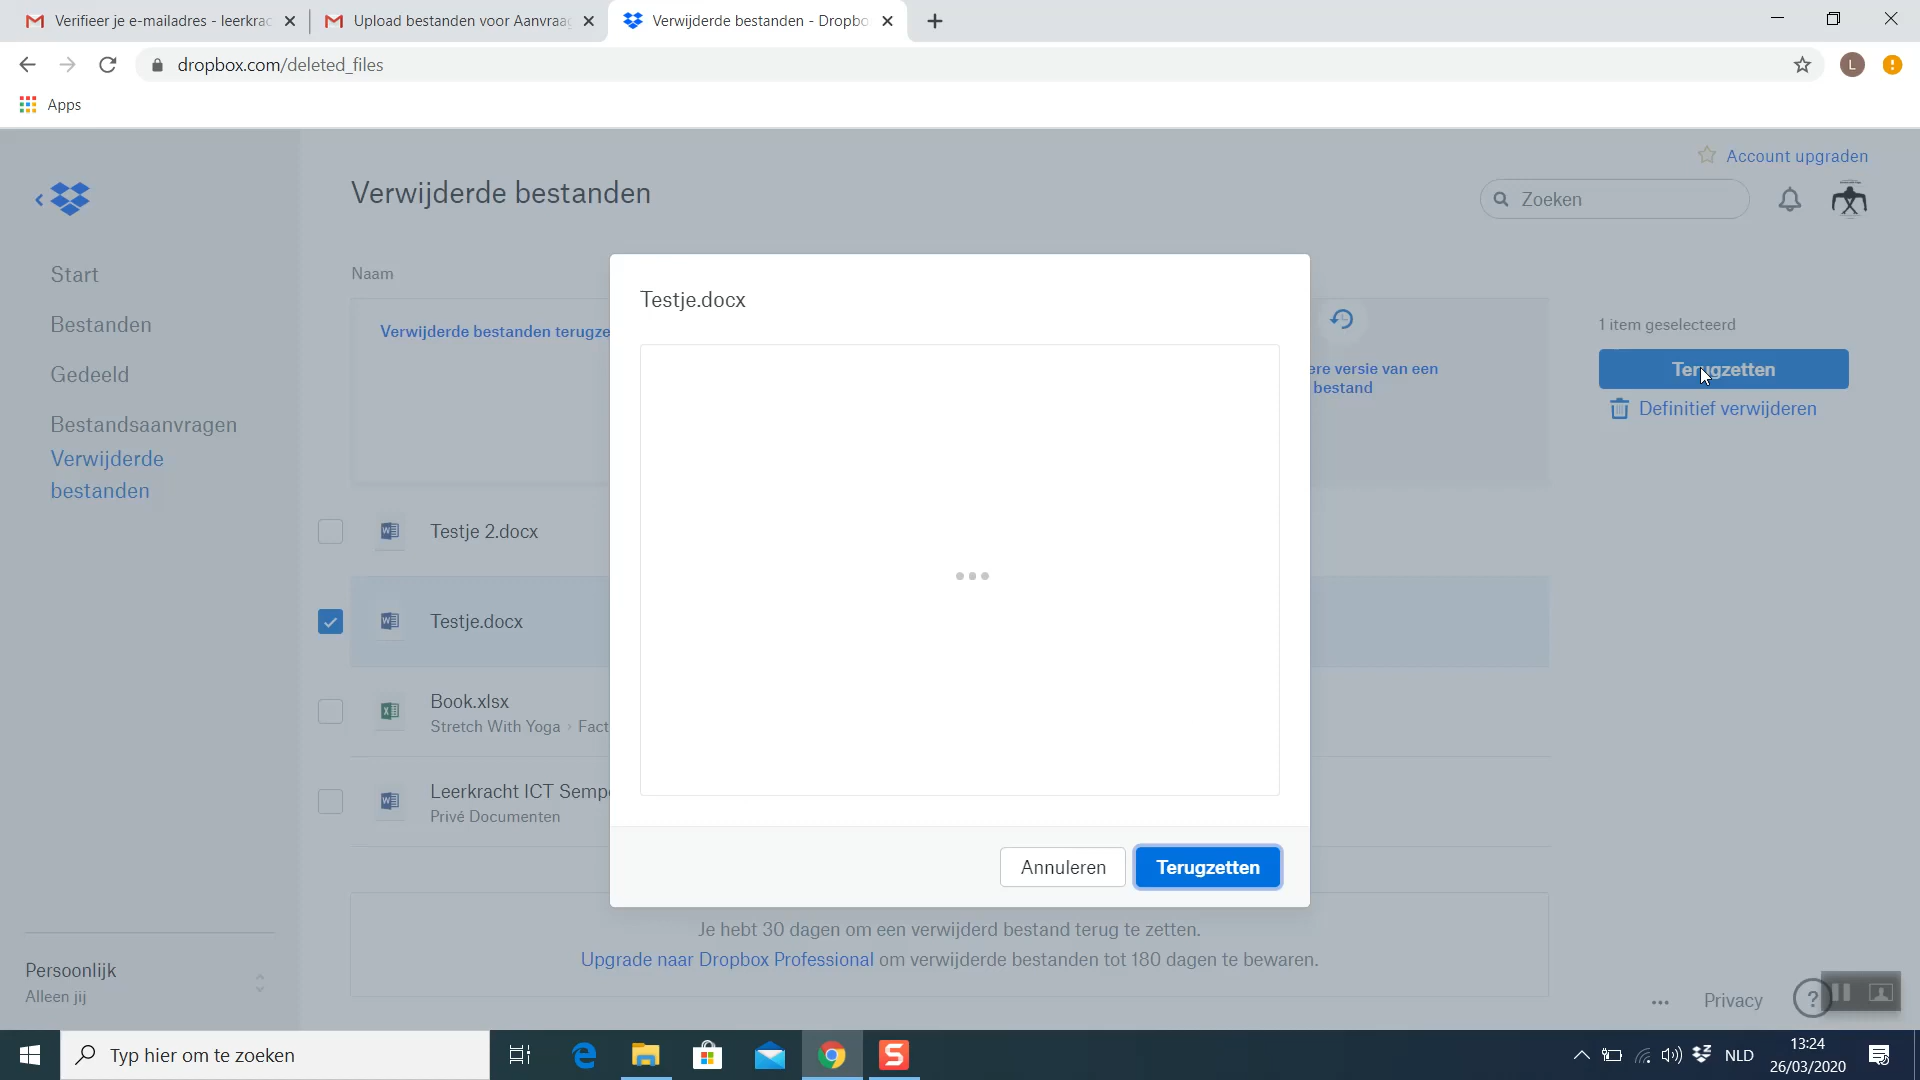 Verifieer je e-mailadres - leerkrac
Upload bestanden voor Aanvraag
Verwijderde bestanden - Dropbo
dropbox.com/deleted_files
L
Apps
Account upgraden
Verwijderde bestanden
Zoeken
Start
Bestanden
Gedeeld
Bestandsaanvragen
Verwijderde
bestanden
Naam
Verwijderde bestanden terugze
ere versie van een
bestand
1 item geselecteerd
Terugzetten
Definitief verwijderen
Testje.docx
Testje 2.docx
Testje.docx
Book.xlsx
Stretch With Yoga › Fact
Leerkracht ICT Sempe
Privé Documenten
Annuleren
Terugzetten
Je hebt 30 dagen om een verwijderd bestand terug te zetten.
Upgrade naar Dropbox Professional om verwijderde bestanden tot 180 dagen te bewaren.
Persoonlijk
Alleen jij
Privacy
?
Typ hier om te zoeken
NLD
13:24
26/03/2020